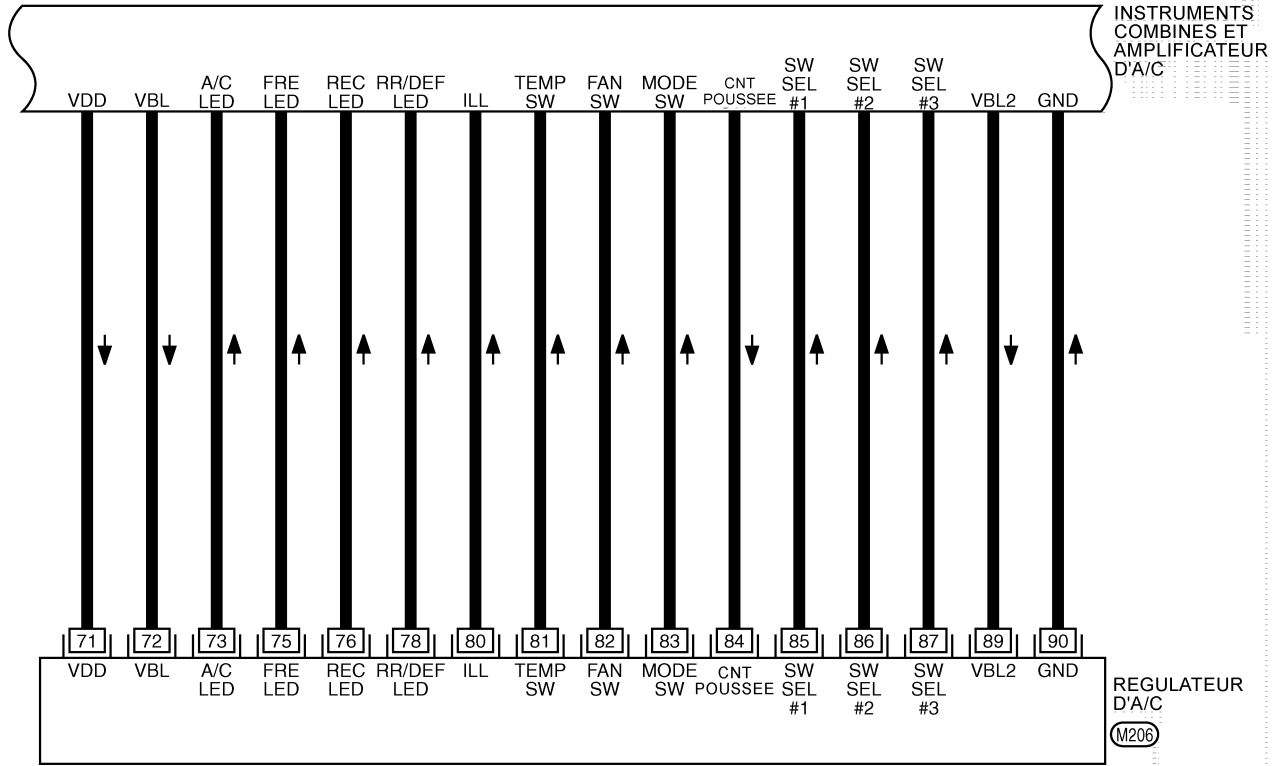 INSTRUMENTS
COMBINES ET
AMPLIFICATEUR
D'A/C
VDD
VBL
A/C
LED
FRE
LED
REC
LED
RR/DEF
LED
ILL
TEMP
SW
FAN
SW
MODE
SW
CNT
POUSSEE
SW
SEL
#1
SW
SEL
#2
SW
SEL
#3
VBL2
GND
71
72
73
75
76
78
80
81
82
83
84
85
86
87
89
90
VDD
VBL
A/C
LED
FRE
LED
REC
LED
RR/DEF
LED
ILL
TEMP
SW
FAN
SW
MODE
SW
CNT
POUSSEE
SW
SEL
#1
SW
SEL
#2
SW
SEL
#3
VBL2
GND
REGULATEUR
D'A/C
M206